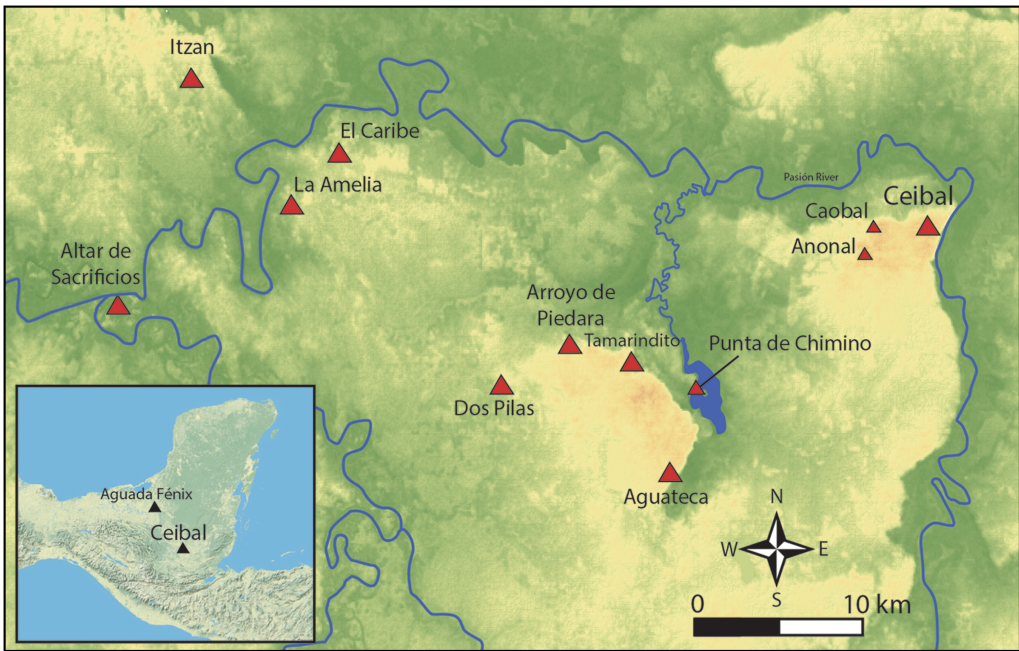 Itzan
El Caribe
La Amelia
Pasión River
Caobal
Ceibal
Anonal
Altar de
Sacrificios
Arroyo de
Piedara
Tamarindito
Punta de Chimino
Dos Pilas
Aguateca
Aguada Fénix
Ceibal
N
W
E
S
0
10 km